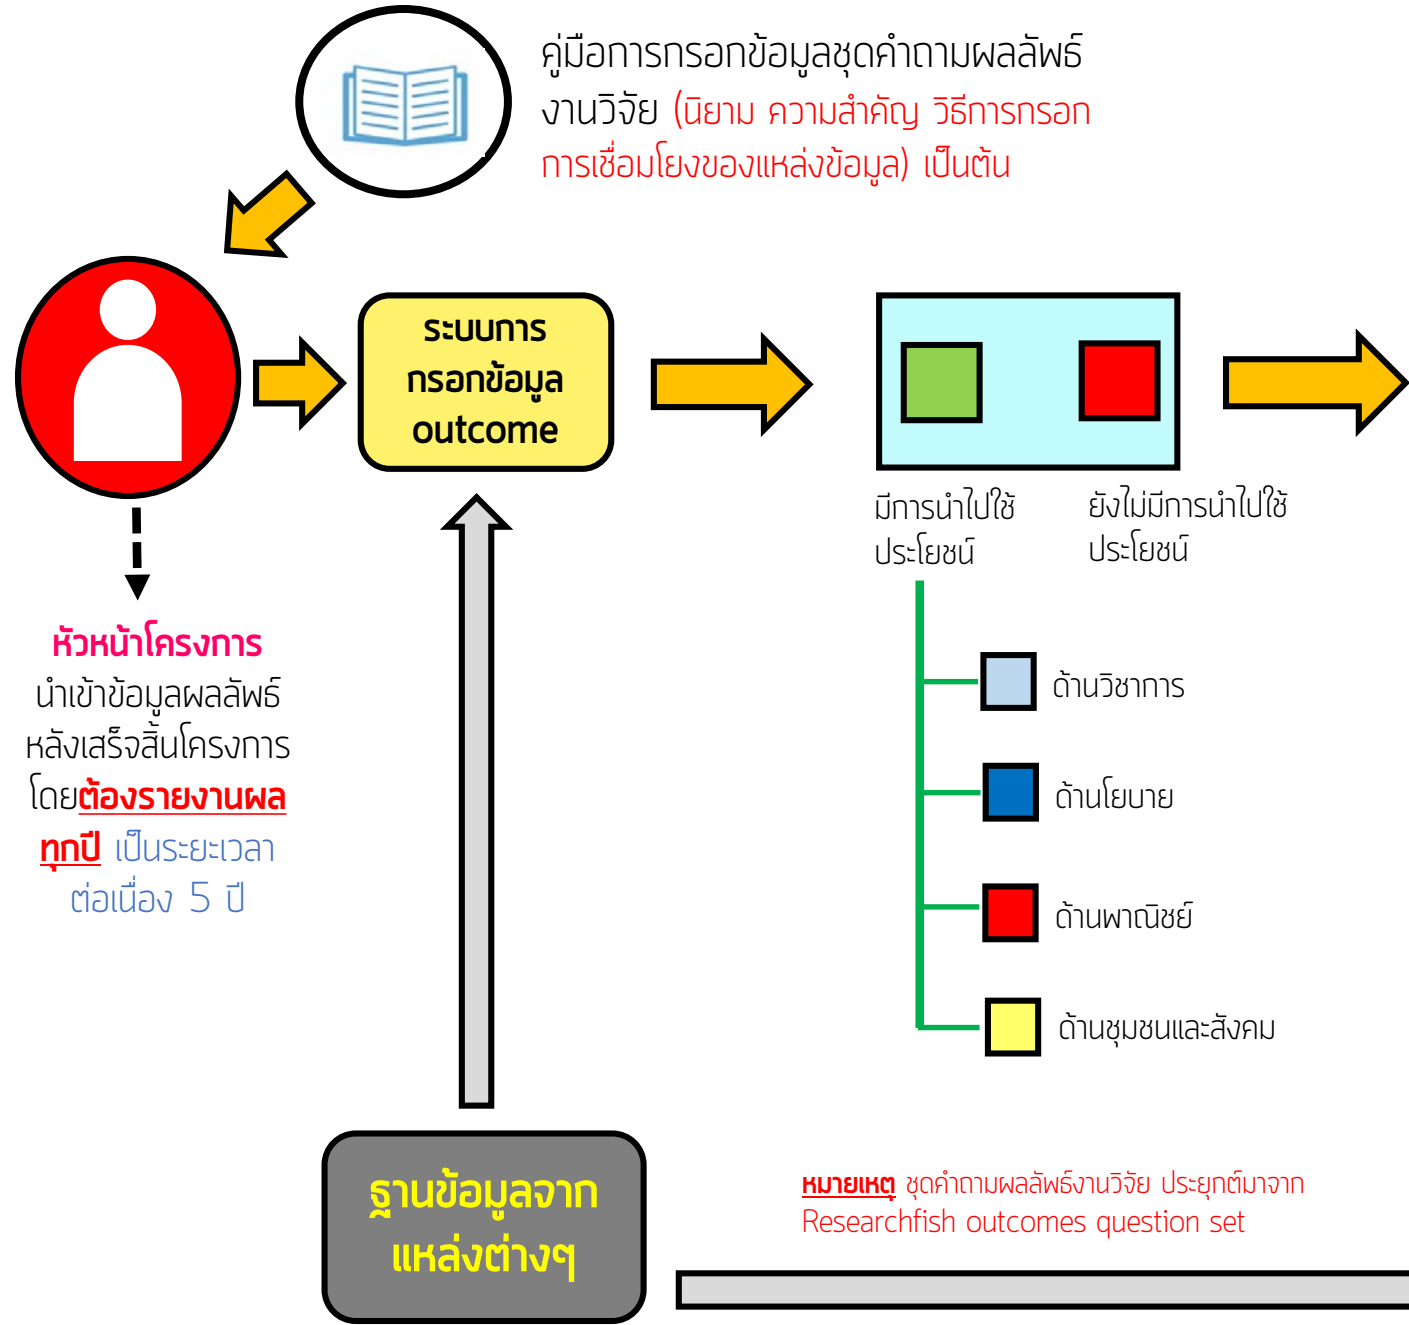 คู่มือการกรอกข้อมูลชุดคำถามผลลัพธ์
งานวิจัย (นิยาม ความสำคัญ วิธีการกรอก
การเชื่อมโยงของแหล่งข้อมูล) เป็นต้น
ระบบการ
กรอกข้อมูล
outcome
มีการนำไปใช้
ประโยชน์
ยังไม่มีการนำไปใช้
ประโยชน์
หัวหน้าโครงการ
นำเข้าข้อมูลผลลัพธ์
หลังเสร็จสิ้นโครงการ
โดยต้องรายงานผล
ทุกปี เป็นระยะเวลา
ต่อเนื่อง 5 ปี
ด้านวิชาการ
ด้านโยบาย
ด้านพาณิชย์
ด้านชุมชนและสังคม
ฐานข้อมูลจาก
แหล่งต่างๆ
หมายเหตุ ชุดคำถามผลลัพธ์งานวิจัย ประยุกต์มาจาก
Researchfish outcomes question set